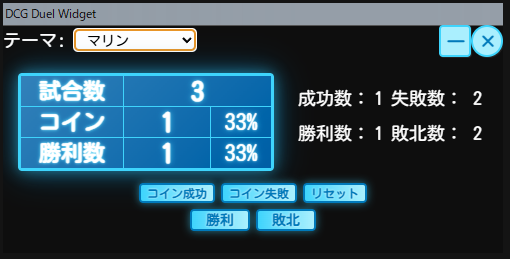 DCG Duel Widget
テーマ: マリン
試合数 3
コイン 1 33%
勝利数 1 33%
成功数： 1 失敗数： 2
勝利数： 1 敗北数： 2
コイン成功 コイン失敗 リセット
勝利 敗北